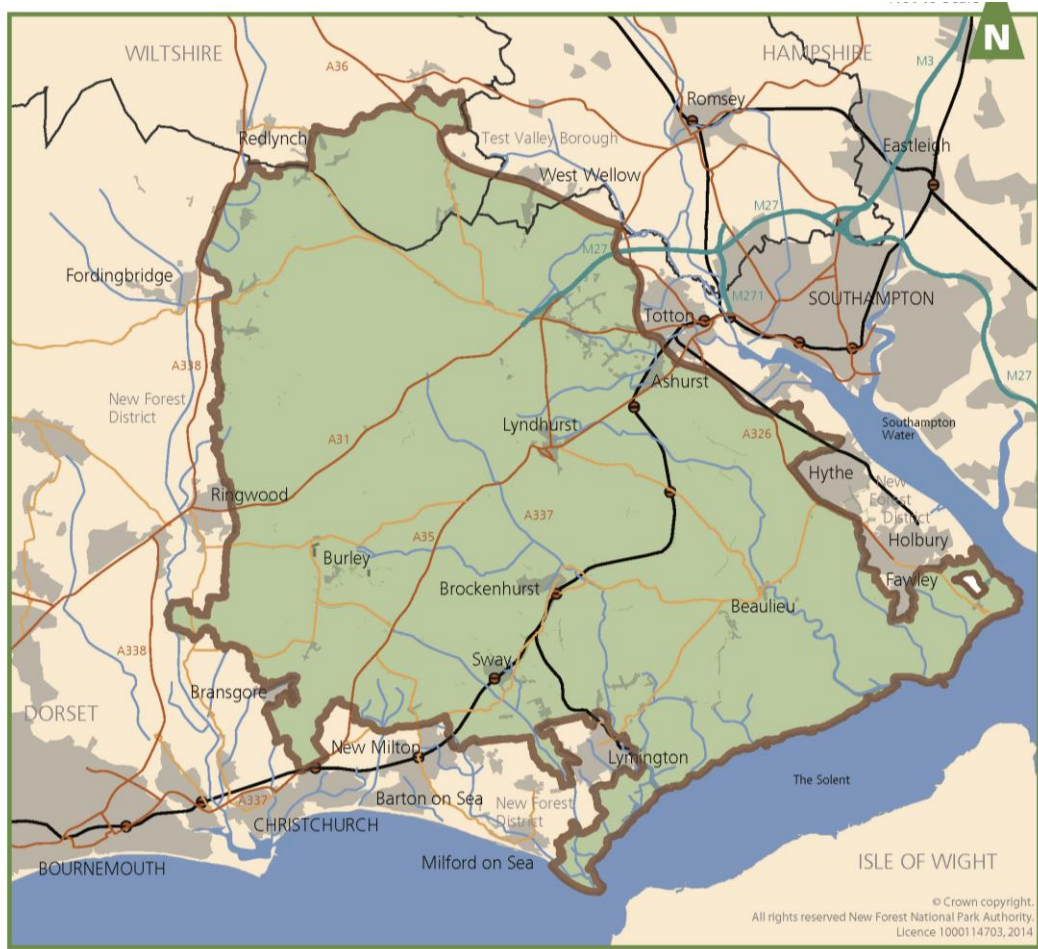 N
WILTSHIRE
HAMPSHIRE
A36
M3
Romsey
Redlynch
Test Valley Borough
Eastleigh
West Wellow
M27
M27
Fordingbridge
M271
SOUTHAMPTON
Totton
A338
M27
Ashurst
New Forest
District
Lyndhurst
A31
A326
Southampton
Water
Hythe
Ringwood
New
Forest
District
A337
A35
Holbury
Burley
Brockenhurst
Fawley
Beaulieu
A338
Sway
Bransgore
DORSET
New Milton
Lymington
The Solent
A337
Barton on Sea
New Forest
District
CHRISTCHURCH
BOURNEMOUTH
Milford on Sea
ISLE OF WIGHT
© Crown copyright.
All rights reserved New Forest National Park Authority.
Licence 1000114703, 2014